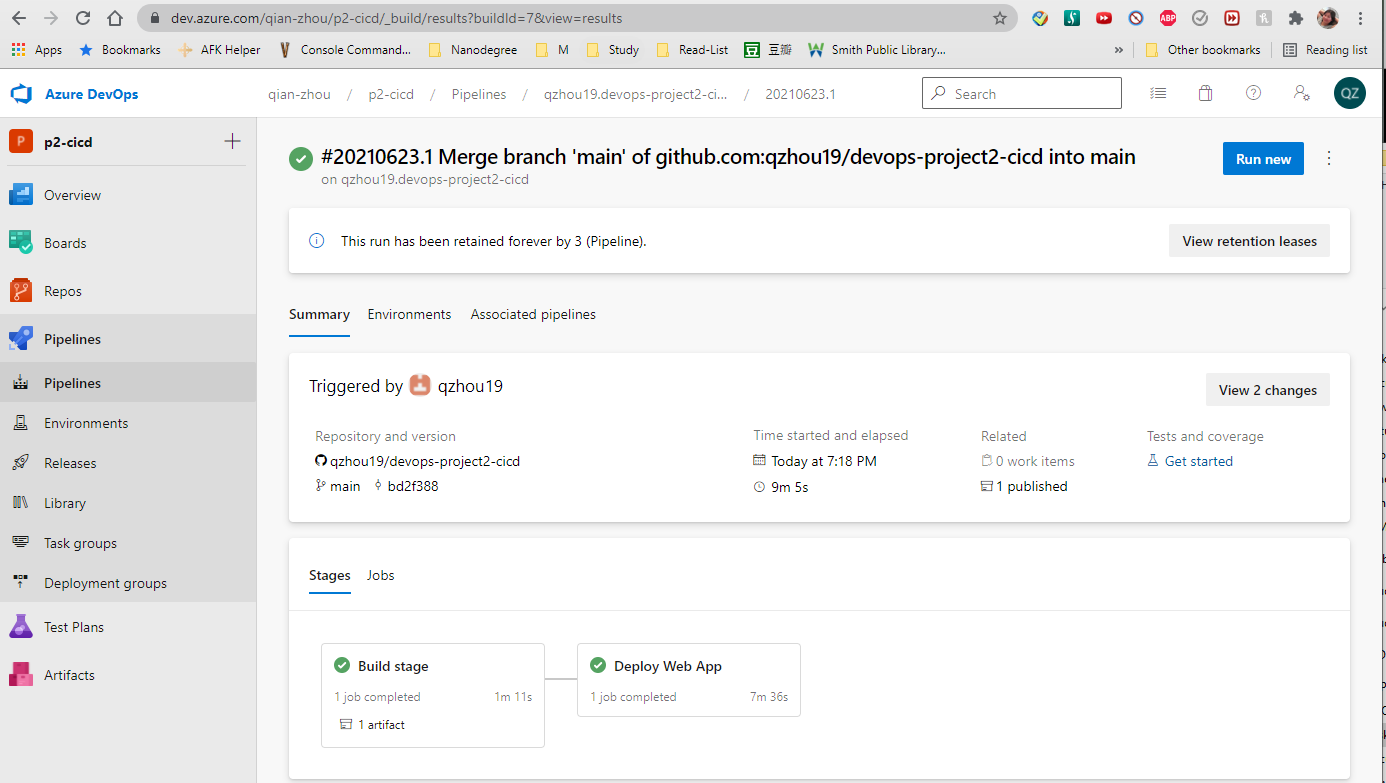 dev.azure.com/qian-zhou/p2-cicd/_build/results?buildId=7&view=results
ABP
Apps Bookmarks AFK Helper Console Command... Nanodegree M Study Read-List 豆 豆瓣 Smith Public Library... » Other bookmarks Reading list
Azure DevOps qian-zhou / p2-cicd / Pipelines / qzhou19.devops-project2-ci... / 20210623.1 Search QZ
P p2-cicd
Overview
Boards
Repos
Pipelines
Pipelines
Environments
Releases
Library
Task groups
Deployment groups
Test Plans
Artifacts
#20210623.1 Merge branch 'main' of github.com:qzhou19/devops-project2-cicd into main
on qzhou19.devops-project2-cicd
Run new
This run has been retained forever by 3 (Pipeline).
View retention leases
Summary Environments Associated pipelines
Triggered by qzhou19
View 2 changes
Repository and version
qzhou19/devops-project2-cicd
main bd2f388
Time started and elapsed
Today at 7:18 PM
9m 5s
Related
0 work items
1 published
Tests and coverage
Get started
Stages Jobs
Build stage
1 job completed 1m 11s
1 artifact
Deploy Web App
1 job completed 7m 36s